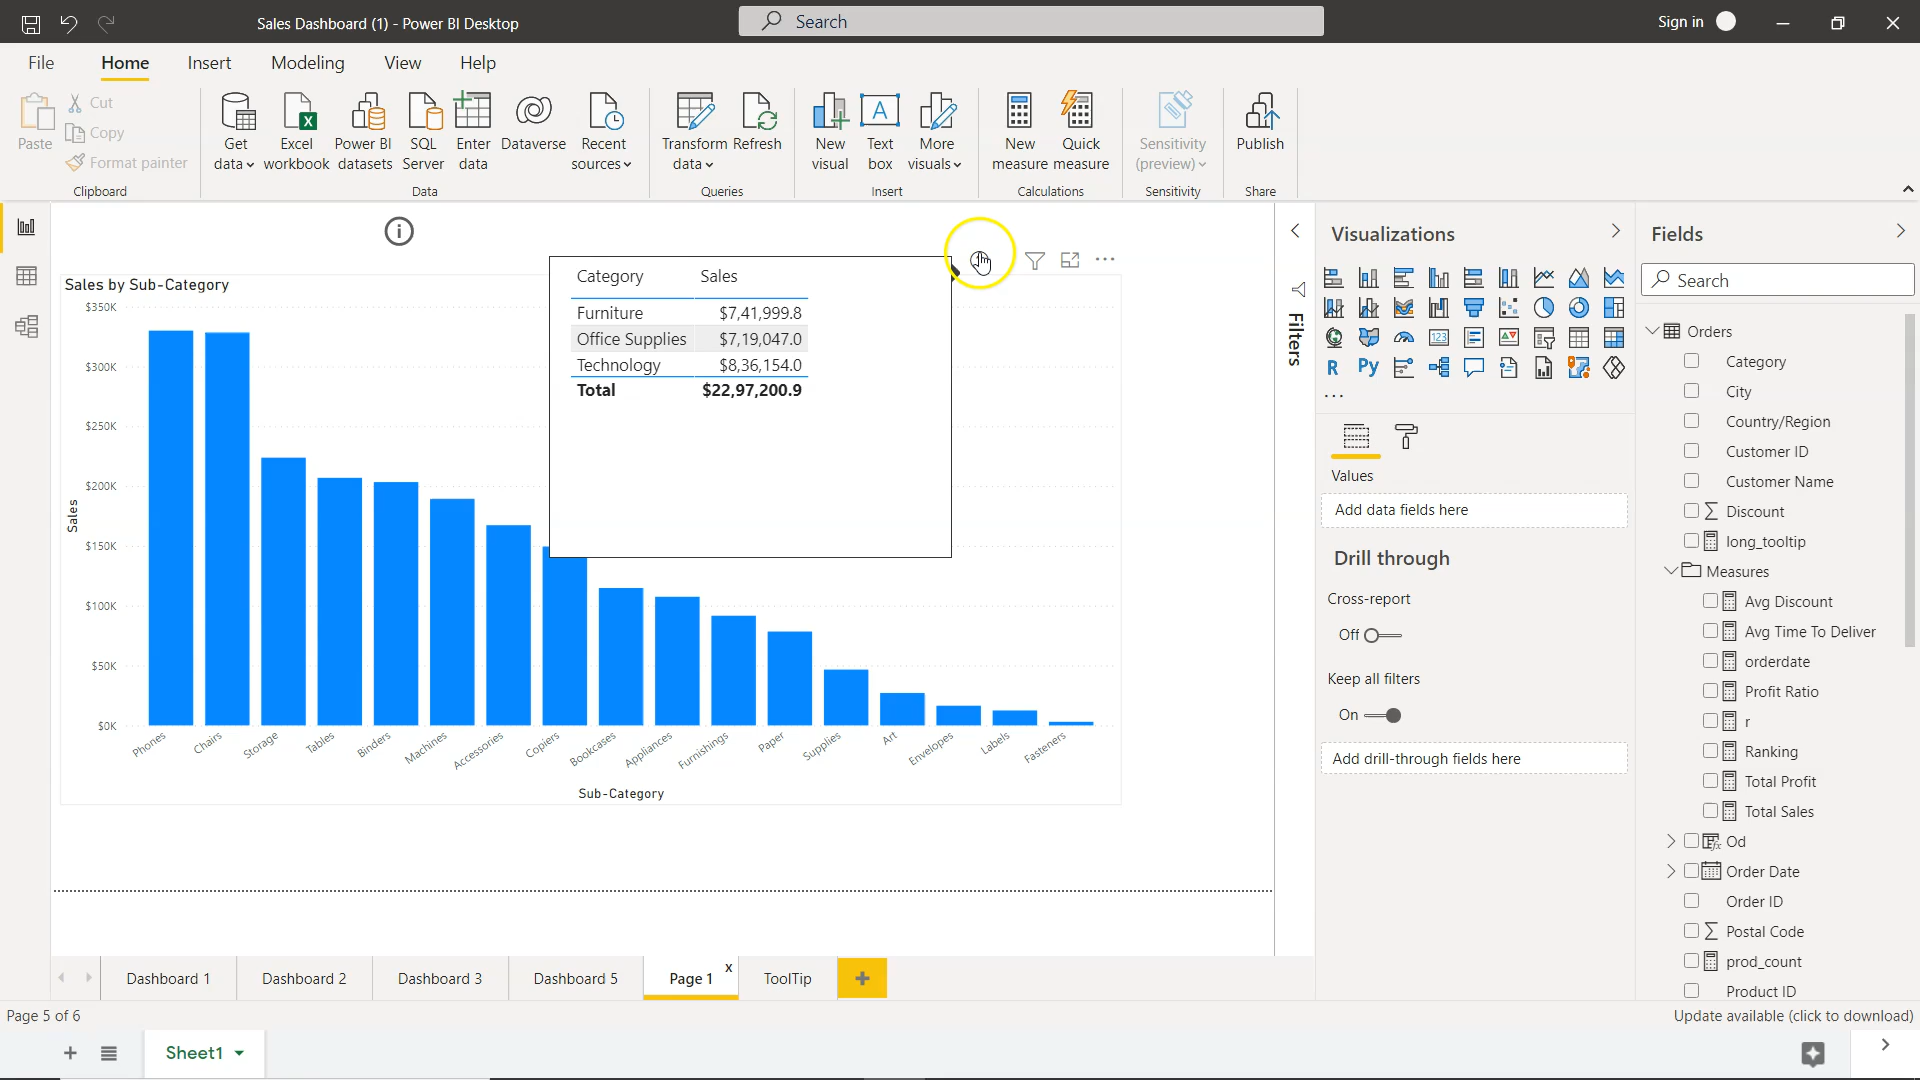 Sales Dashboard (1) - Power BI Desktop
Search
Sign in
File
Home
Insert
Modeling
View
Help
Paste
Cut
Copy
Format painter
Clipboard
Get data
Excel workbook
Power BI datasets
SQL Server
Enter data
Dataverse
Recent sources
Data
Transform data
Refresh
Queries
New visual
Text box
More visuals
Insert
New measure
Quick measure
Calculations
Sensitivity (preview)
Sensitivity
Publish
Share
Sales by Sub-Category
$350K
$300K
$250K
$200K
$150K
$100K
$50K
$0K
Sales
Phones
Chairs
Storage
Tables
Binders
Machines
Accessories
Copiers
Bookcases
Appliances
Furnishings
Paper
Supplies
Art
Envelopes
Labels
Fasteners
Sub-Category
Category Sales
Furniture $7,41,999.8
Office Supplies $7,19,047.0
Technology $8,36,154.0
Total $22,97,200.9
Filters
Visualizations
R
Py
123
Values
Add data fields here
Drill through
Cross-report
Off
Keep all filters
On
Add drill-through fields here
Fields
Search
Orders
Category
City
Country/Region
Customer ID
Customer Name
Discount
long_tooltip
Measures
Avg Discount
Avg Time To Deliver
orderdate
Profit Ratio
r
Ranking
Total Profit
Total Sales
Od
Order Date
Order ID
Postal Code
prod_count
Product ID
Dashboard 1
Dashboard 2
Dashboard 3
Dashboard 5
Page 1
x
ToolTip
Page 5 of 6
Update available (click to download)
Sheet1